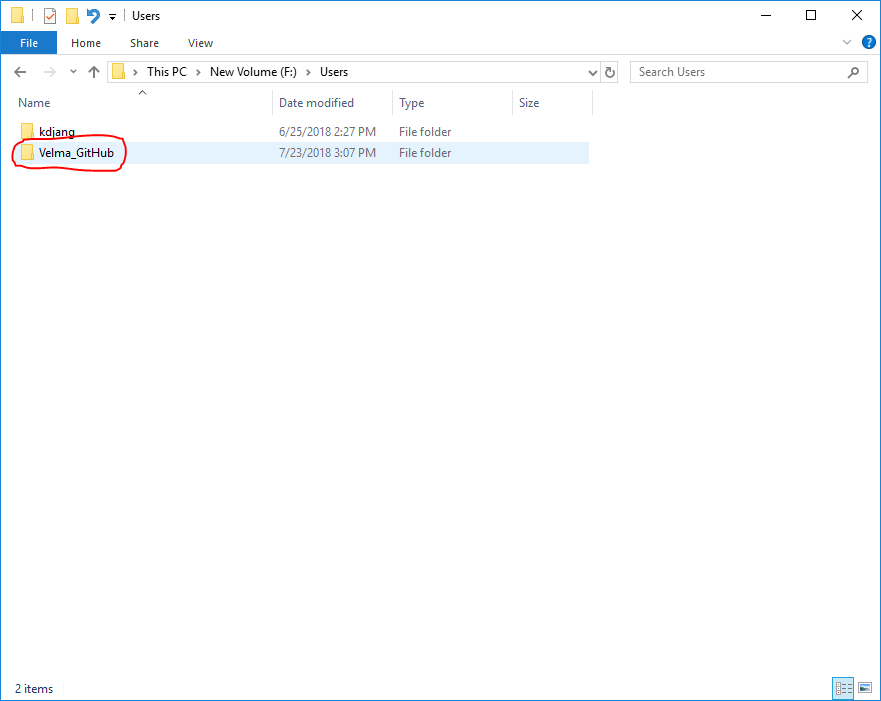 Users
File Home Share View
This PC New Volume (F:) Users Search Users
Name Date modified Type Size
kdjang 6/25/2018 2:27 PM File folder
Velma_GitHub 7/23/2018 3:07 PM File folder
2 items